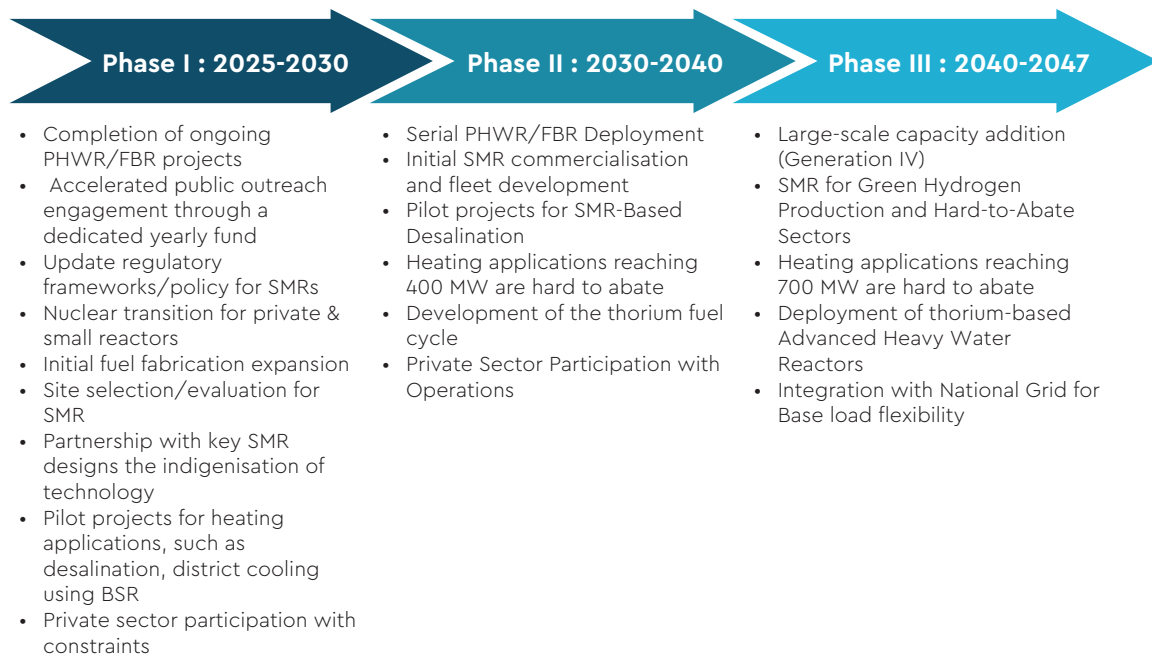 Phase I : 2025-2030
• Completion of ongoing
PHWR/FBR projects
• Accelerated public outreach
engagement through a
dedicated yearly fund
• Update regulatory
frameworks/policy for SMRs
• Nuclear transition for private &
small reactors
• Initial fuel fabrication expansion
• Site selection/evaluation for
SMR
• Partnership with key SMR
designs the indigenisation of
technology
• Pilot projects for heating
applications, such as
desalination, district cooling
using BSR
• Private sector participation with
constraints
Phase II : 2030-2040
• Serial PHWR/FBR Deployment
• Initial SMR commercialisation
and fleet development
• Pilot projects for SMR-Based
Desalination
• Heating applications reaching
400 MW are hard to abate
• Development of the thorium fuel
cycle
• Private Sector Participation with
Operations
Phase III : 2040-2047
• Large-scale capacity addition
(Generation IV)
• SMR for Green Hydrogen
Production and Hard-to-Abate
Sectors
• Heating applications reaching
700 MW are hard to abate
• Deployment of thorium-based
Advanced Heavy Water
Reactors
• Integration with National Grid for
Base load flexibility